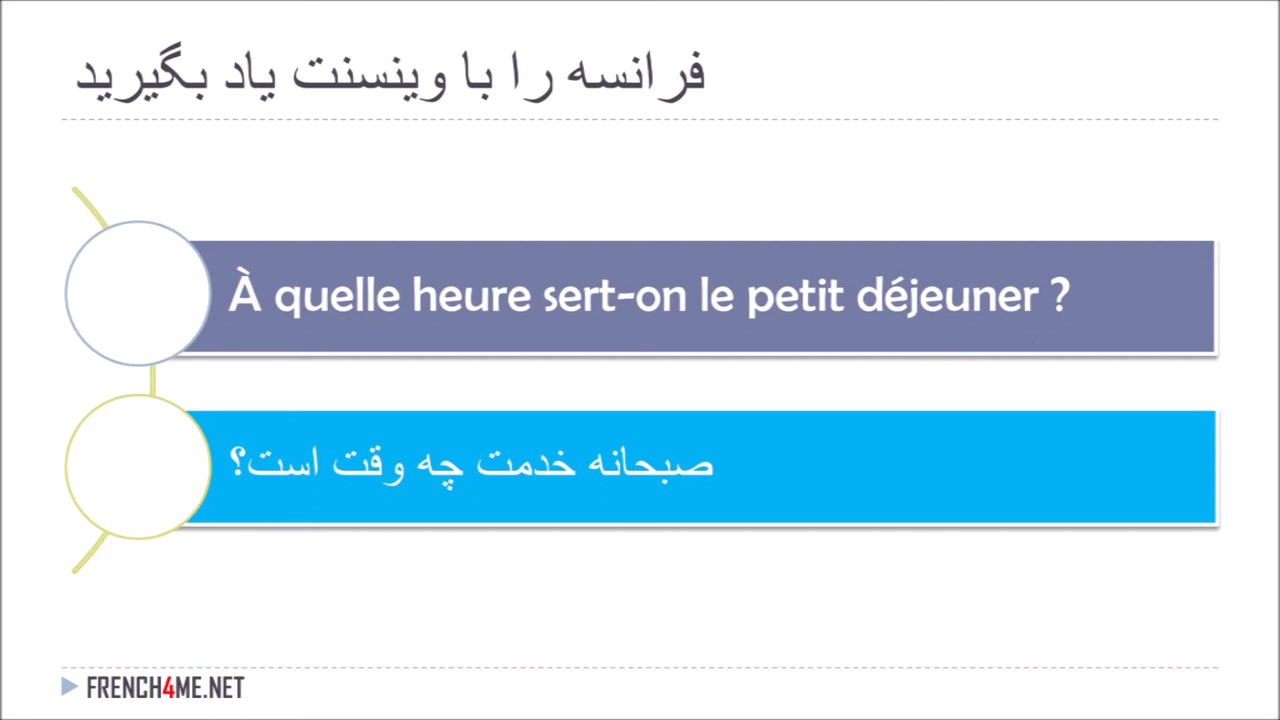 فرانسه را با وینسنت یاد بگیرید
À quelle heure sert-on le petit déjeuner ?
صبحانه خدمت چه وقت است؟
FRENCH4ME.NET